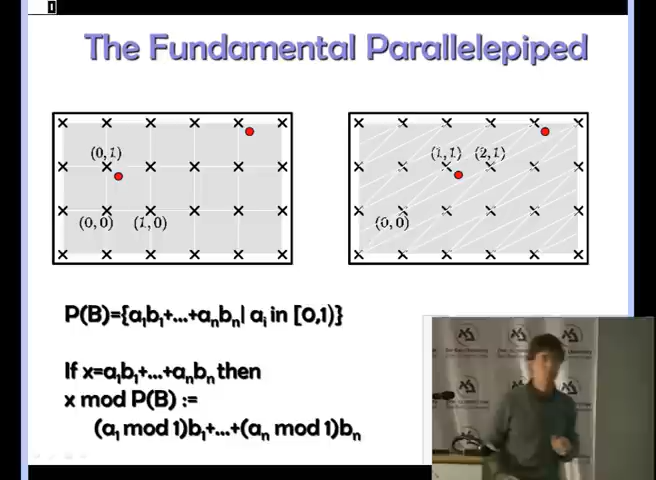 The Fundamental Parallelepiped
(0,1)
(0,0) (1,0)
(1,1) (2,1)
(0,0)
P(B)={a₁b₁+...+aₙbₙ| aᵢ in [0,1)}
If x=a₁b₁+...+aₙbₙ then
x mod P(B) :=
(a₁ mod 1)b₁+...+(aₙ mod 1)bₙ